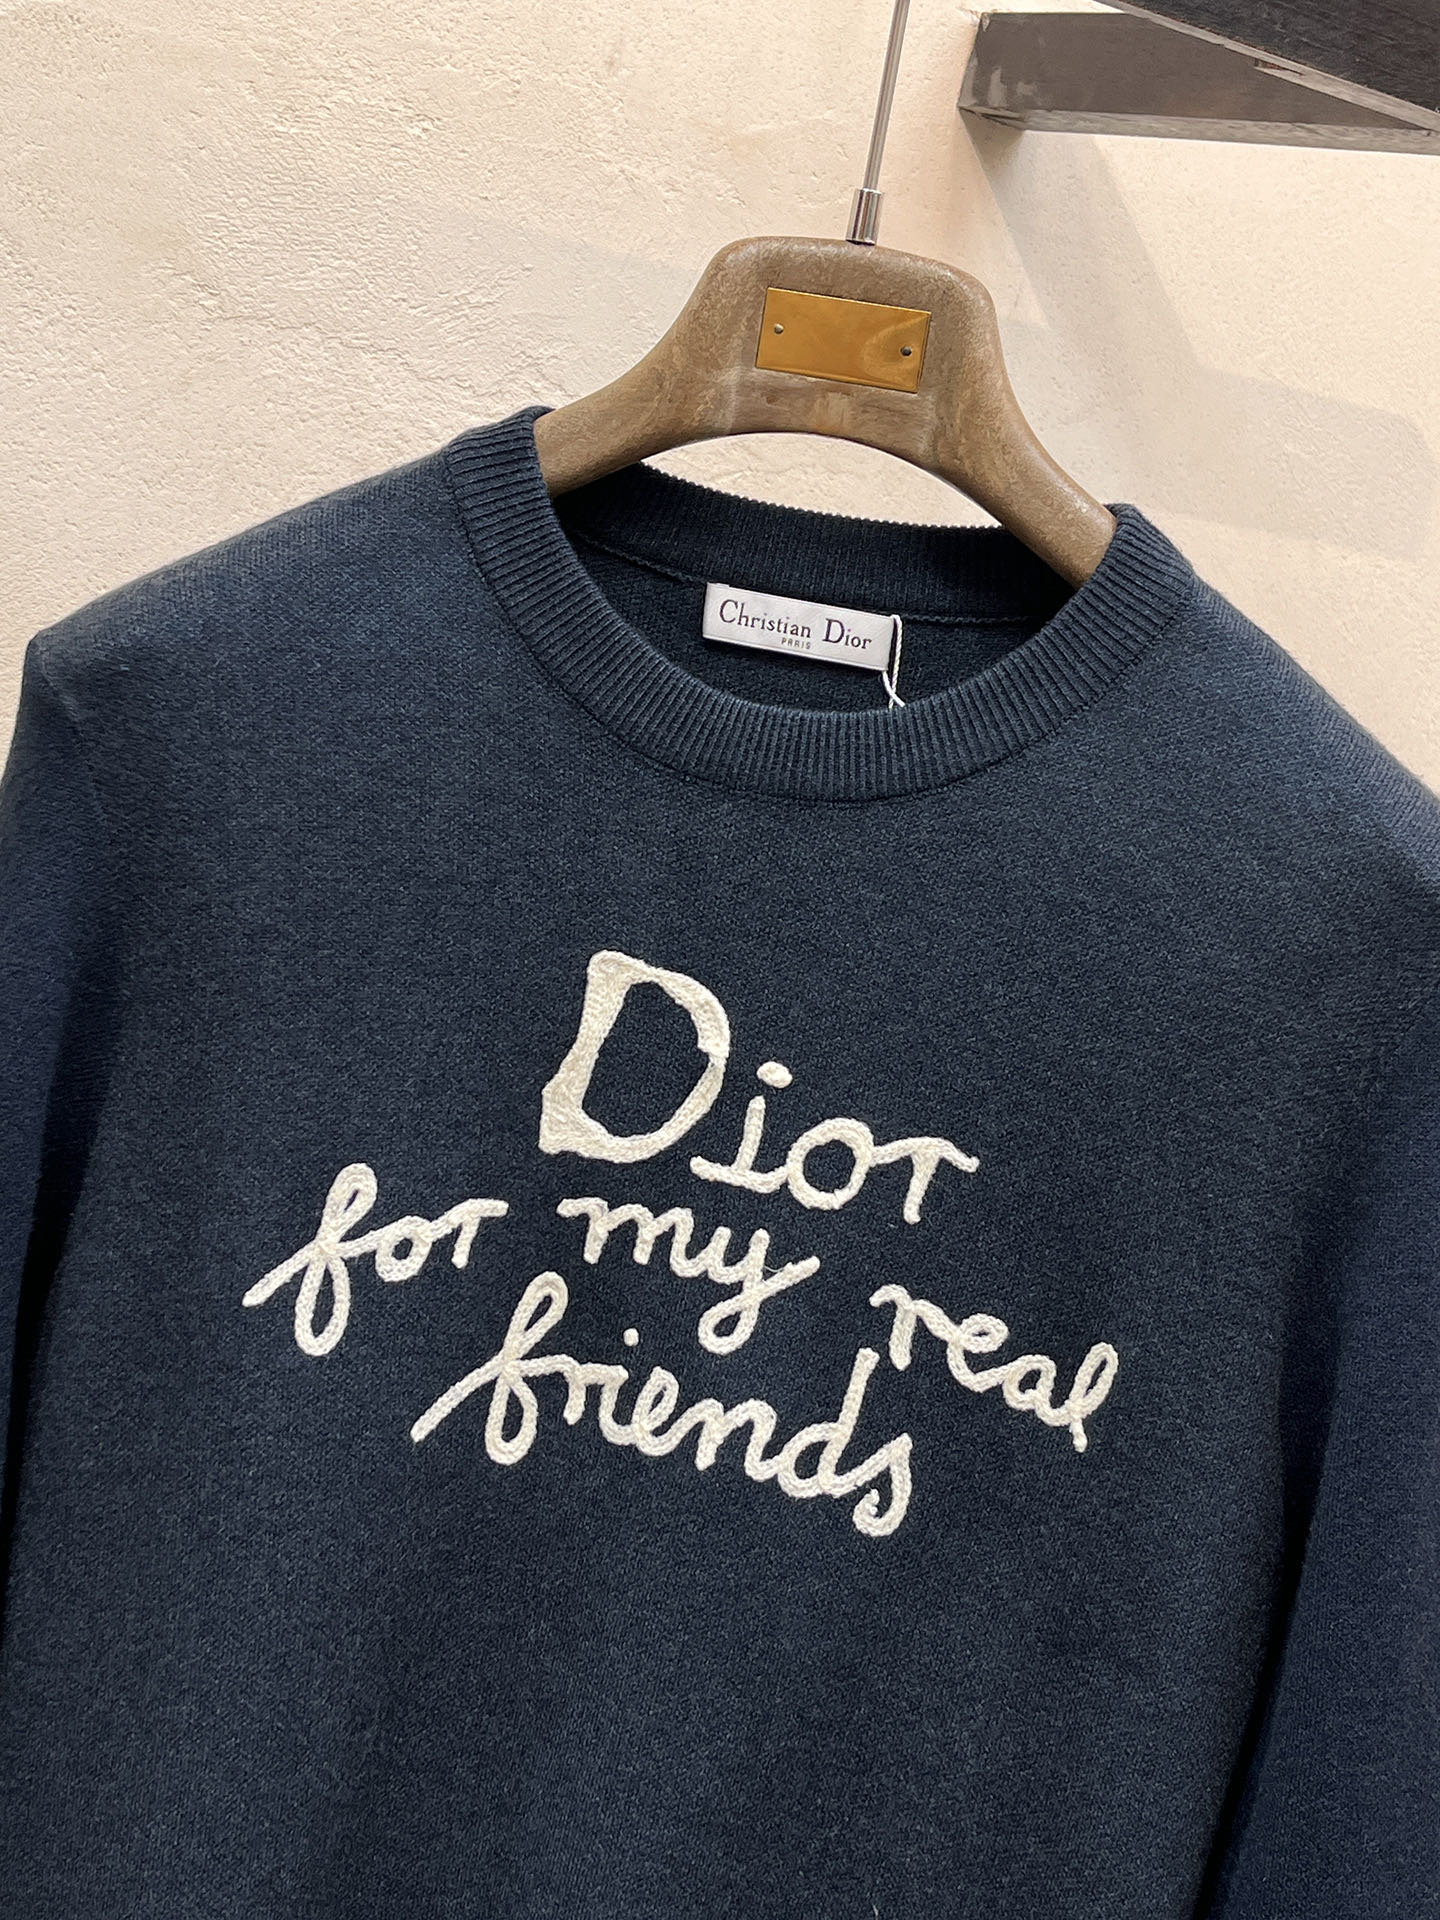 Christian Dior
PARIS
Dior
for my real
friends